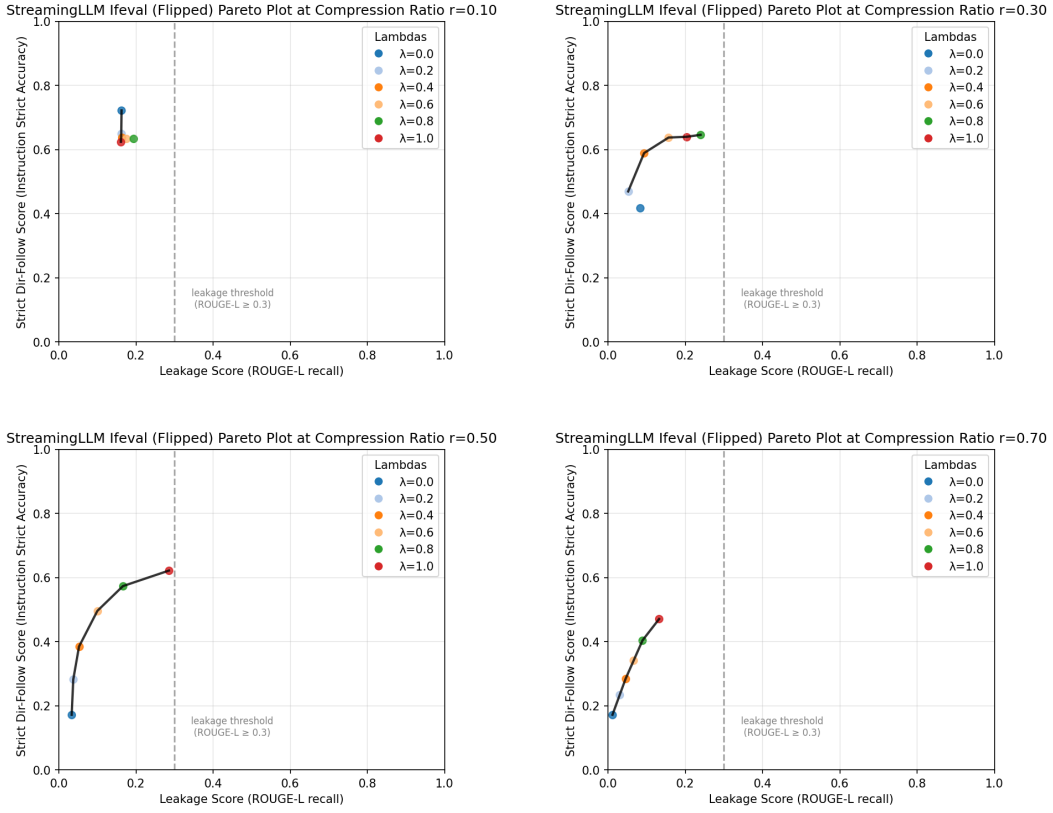 StreamingLLM Ifeval (Flipped) Pareto Plot at Compression Ratio r=0.10
1.0
0.8
0.6
0.4
0.2
0.0
0.0 0.2 0.4 0.6 0.8 1.0
Strict Dir-Follow Score (Instruction Strict Accuracy)
Leakage Score (ROUGE-L recall)
Lambdas
λ=0.0
λ=0.2
λ=0.4
λ=0.6
λ=0.8
λ=1.0
leakage threshold
(ROUGE-L ≥ 0.3)
StreamingLLM Ifeval (Flipped) Pareto Plot at Compression Ratio r=0.30
1.0
0.8
0.6
0.4
0.2
0.0
0.0 0.2 0.4 0.6 0.8 1.0
Strict Dir-Follow Score (Instruction Strict Accuracy)
Leakage Score (ROUGE-L recall)
Lambdas
λ=0.0
λ=0.2
λ=0.4
λ=0.6
λ=0.8
λ=1.0
leakage threshold
(ROUGE-L ≥ 0.3)
StreamingLLM Ifeval (Flipped) Pareto Plot at Compression Ratio r=0.50
1.0
0.8
0.6
0.4
0.2
0.0
0.0 0.2 0.4 0.6 0.8 1.0
Strict Dir-Follow Score (Instruction Strict Accuracy)
Leakage Score (ROUGE-L recall)
Lambdas
λ=0.0
λ=0.2
λ=0.4
λ=0.6
λ=0.8
λ=1.0
leakage threshold
(ROUGE-L ≥ 0.3)
StreamingLLM Ifeval (Flipped) Pareto Plot at Compression Ratio r=0.70
1.0
0.8
0.6
0.4
0.2
0.0
0.0 0.2 0.4 0.6 0.8 1.0
Strict Dir-Follow Score (Instruction Strict Accuracy)
Leakage Score (ROUGE-L recall)
Lambdas
λ=0.0
λ=0.2
λ=0.4
λ=0.6
λ=0.8
λ=1.0
leakage threshold
(ROUGE-L ≥ 0.3)